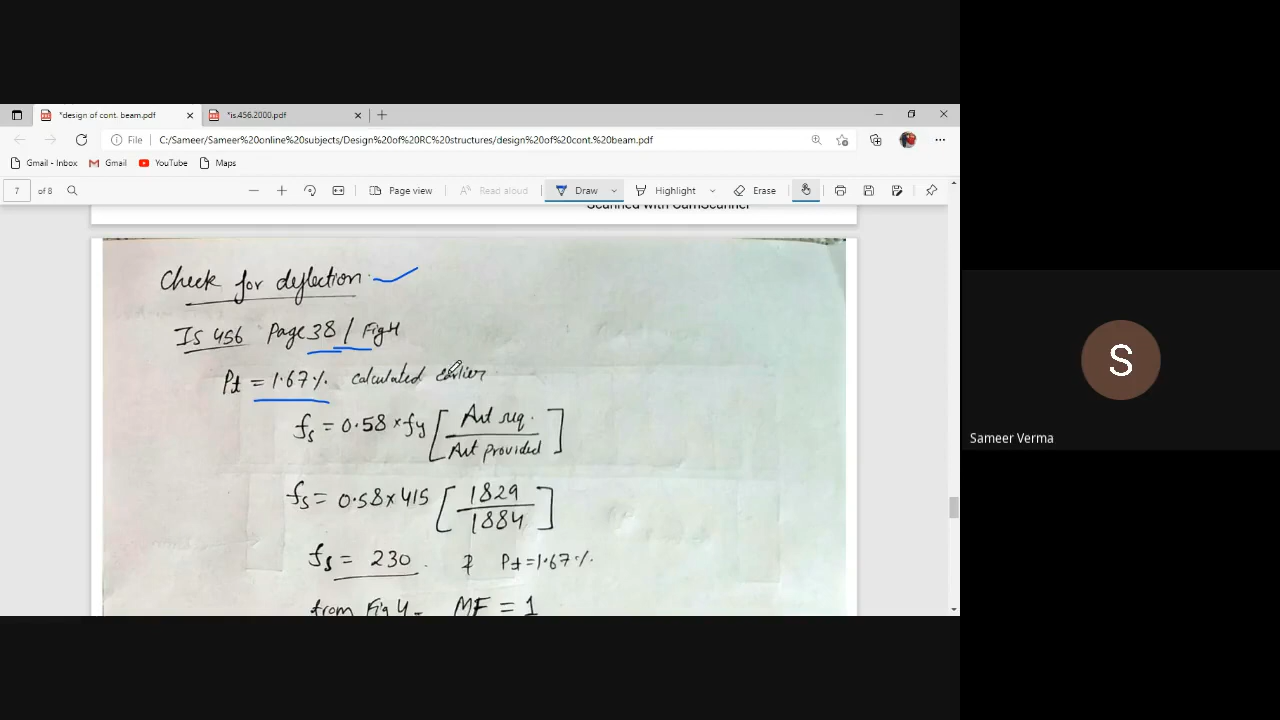 *design of cont. beam.pdf
*is.456.2000.pdf
File C:/Sameer/Sameer%20online%20subjects/Design%20of%20RC%20structures/design%20of%20cont.%20beam.pdf
Gmail - Inbox Gmail YouTube Maps
7 of 8 Page view Read aloud Draw Highlight Erase
Scanned with CamScanner
Check for deflection.
Is 456 Page 38 / Fig 4
Pt = 1.67% calculated earlier
fs = 0.58 × fy [ Ast req. / Ast provided ]
fs = 0.58 × 415 [ 1829 / 1884 ]
fs = 230 . & Pt = 1.67%.
from Fig 4 - MF = 1
S
Sameer Verma